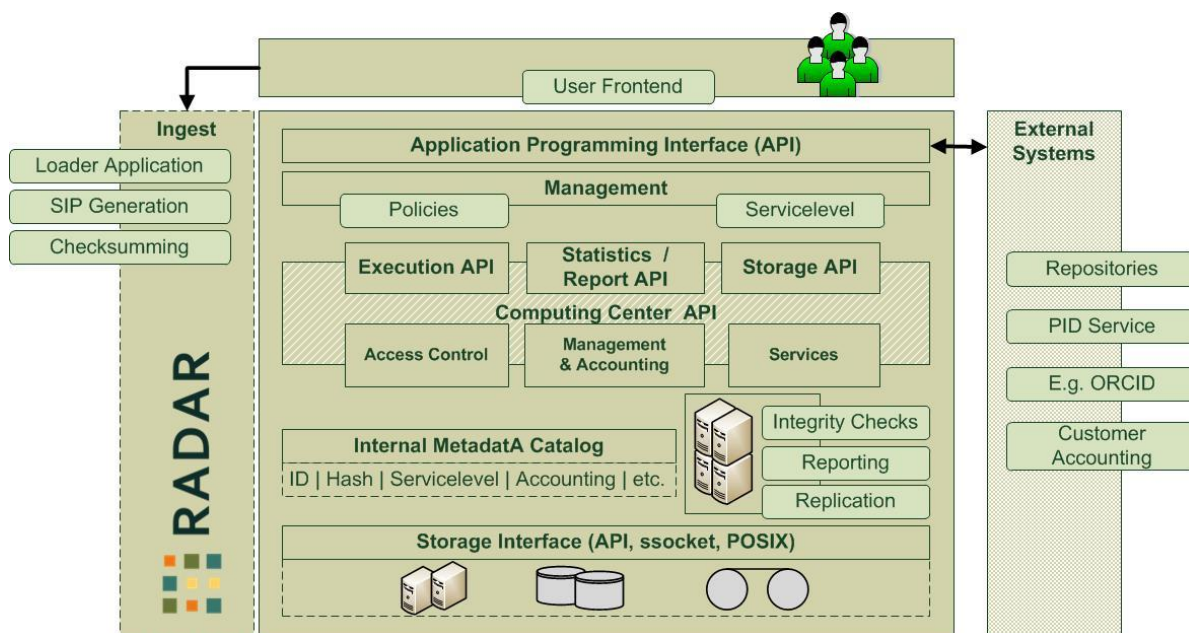 User Frontend
Ingest
Loader Application
SIP Generation
Checksumming
RADAR
Application Programming Interface (API)
Management
Policies
Servicelevel
Execution API
Statistics /
Report API
Storage API
Computing Center API
Access Control
Management
& Accounting
Services
Internal MetadatA Catalog
ID | Hash | Servicelevel | Accounting | etc.
Integrity Checks
Reporting
Replication
Storage Interface (API, ssocket, POSIX)
External
Systems
Repositories
PID Service
E.g. ORCID
Customer
Accounting